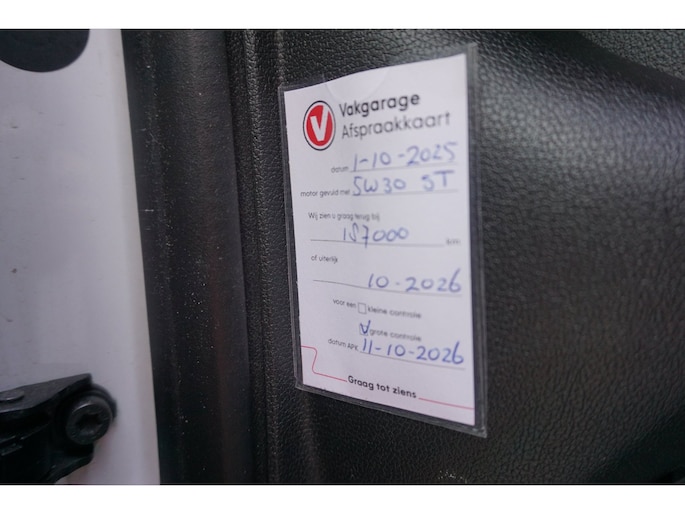 V
Vakgarage
Afspraakkaart
datum 1-10-2025
motor gevuld met 5W30 ST
Wij zien u graag terug bij
187000 km
of uiterlijk
10-2026
voor een kleine controle
V grote controle
datum APK 11-10-2026
Graag tot ziens